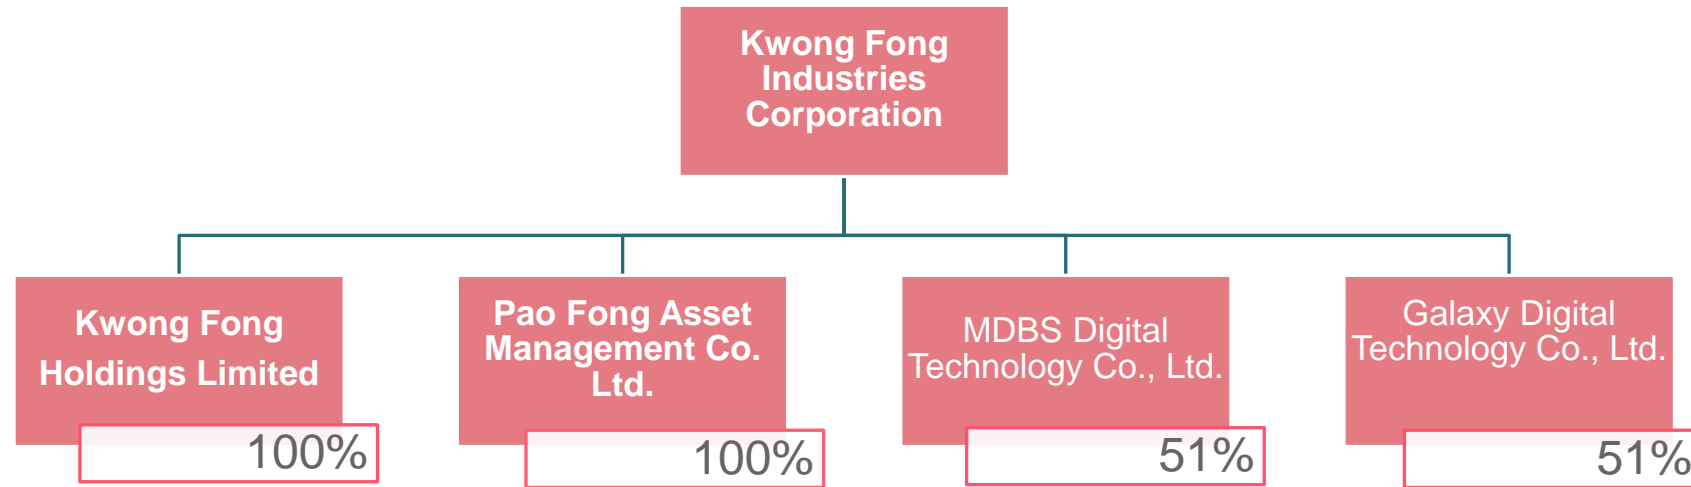 Kwong Fong
Industries
Corporation
Kwong Fong
Holdings Limited
100%
Pao Fong Asset
Management Co.
Ltd.
100%
MDBS Digital
Technology Co., Ltd.
51%
Galaxy Digital
Technology Co., Ltd.
51%